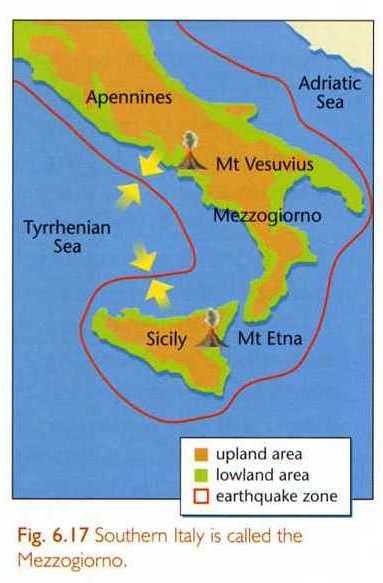 Adriatic
Sea
Apennines
Mt Vesuvius
Mezzogiorno
Tyrrhenian
Sea
Sicily
Mt Etna
upland area
lowland area
earthquake zone
Fig. 6.17 Southern Italy is called the
Mezzogiorno.